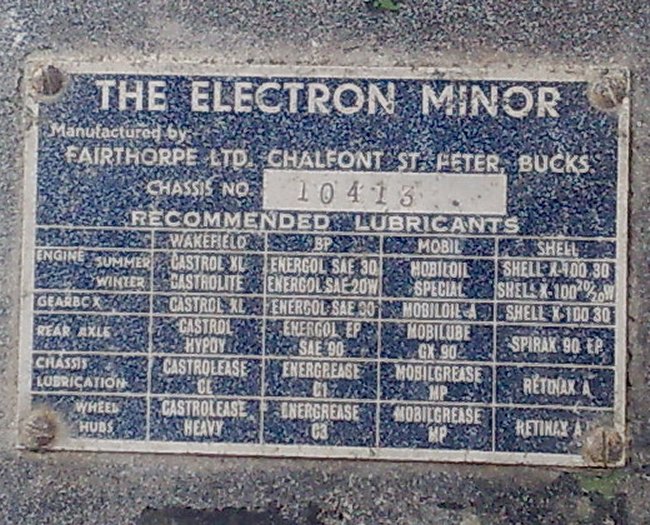 THE ELECTRON MINOR
Manufactured by:
FAIRTHORPE LTD. CHALFONT ST. PETER, BUCKS.
CHASSIS NO. 10413
RECOMMENDED LUBRICANTS
WAKEFIELD BP MOBIL SHELL
ENGINE SUMMER CASTROL XL ENERGOL SAE 30 MOBILOIL SHELL X-100 30
WINTER CASTROLITE ENERGOL SAE 20W SPECIAL SHELL X-100 20/20W
GEARBOX CASTROL XL ENERGOL SAE 30 MOBILOIL A SHELL X-100 30
REAR AXLE CASTROL HYPOY ENERGOL EP SAE 90 MOBILUBE GX 90 SPIRAX 90 EP
CHASSIS LUBRICATION CASTROLEASE CL ENERGREASE C1 MOBILGREASE MP RETINAX A
WHEEL HUBS CASTROLEASE HEAVY ENERGREASE C3 MOBILGREASE MP RETINAX A